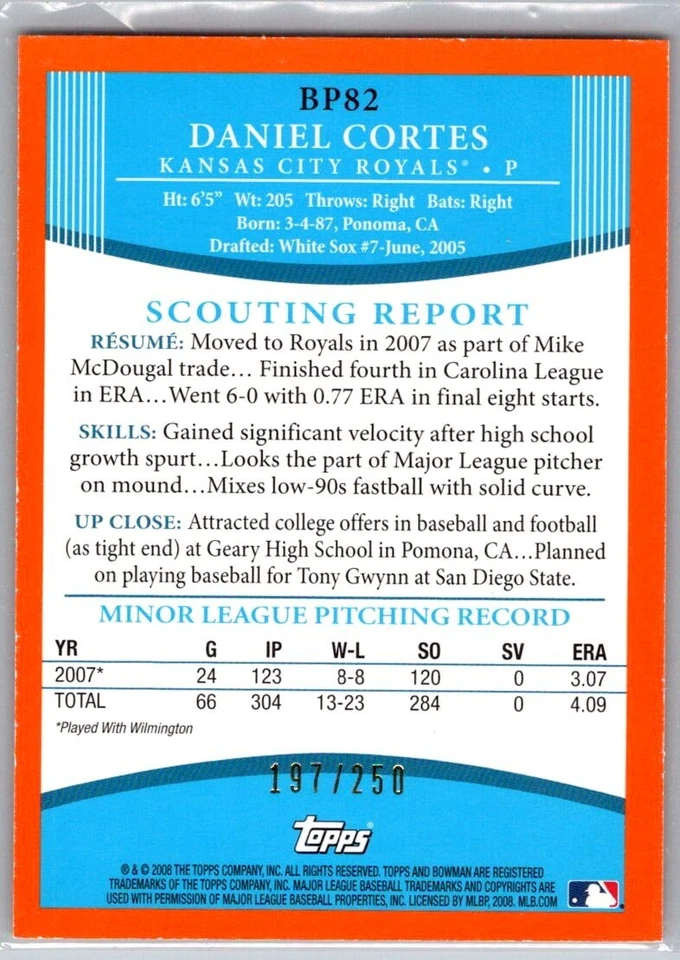 BP82
DANIEL CORTES
KANSAS CITY ROYALS® • P
Ht: 6'5" Wt: 205 Throws: Right Bats: Right
Born: 3-4-87, Ponoma, CA
Drafted: White Sox #7-June, 2005
SCOUTING REPORT
RÉSUMÉ: Moved to Royals in 2007 as part of Mike
McDougal trade... Finished fourth in Carolina League
in ERA...Went 6-0 with 0.77 ERA in final eight starts.
SKILLS: Gained significant velocity after high school
growth spurt...Looks the part of Major League pitcher
on mound...Mixes low-90s fastball with solid curve.
UP CLOSE: Attracted college offers in baseball and football
(as tight end) at Geary High School in Pomona, CA...Planned
on playing baseball for Tony Gwynn at San Diego State.
MINOR LEAGUE PITCHING RECORD
YR G IP W-L SO SV ERA
2007* 24 123 8-8 120 0 3.07
TOTAL 66 304 13-23 284 0 4.09
*Played With Wilmington
197/250
topps®
® & © 2008 THE TOPPS COMPANY, INC. ALL RIGHTS RESERVED. TOPPS AND BOWMAN ARE REGISTERED
TRADEMARKS OF THE TOPPS COMPANY, INC. MAJOR LEAGUE BASEBALL TRADEMARKS AND COPYRIGHTS ARE
USED WITH PERMISSION OF MAJOR LEAGUE BASEBALL PROPERTIES, INC. LICENSED BY MLBP, 2008. MLB.COM